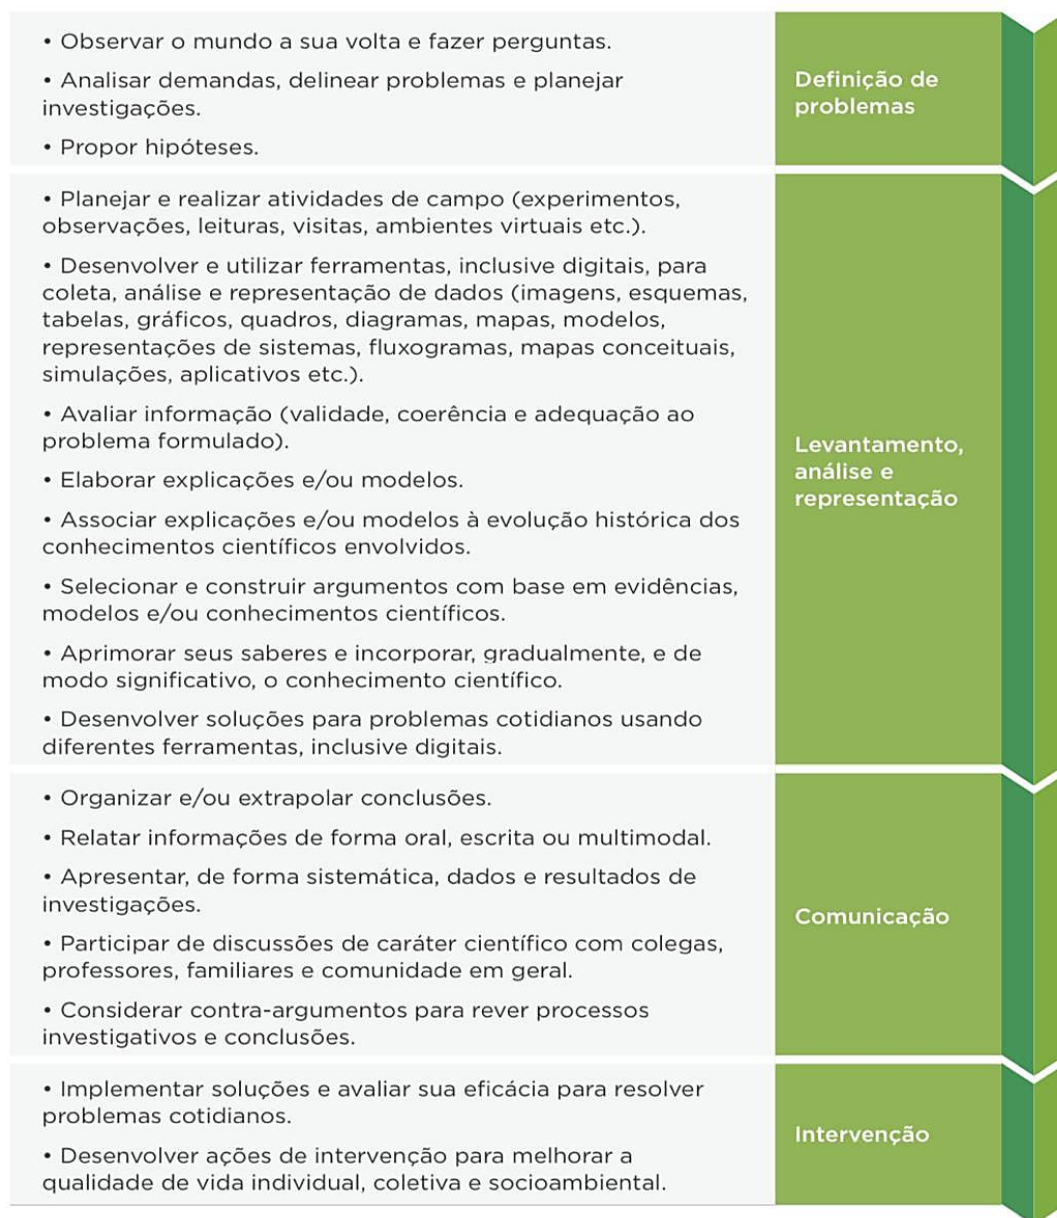 • Observar o mundo a sua volta e fazer perguntas.
• Analisar demandas, delinear problemas e planejar
investigações.
• Propor hipóteses.
Definição de
problemas
• Planejar e realizar atividades de campo (experimentos,
observações, leituras, visitas, ambientes virtuais etc.).
• Desenvolver e utilizar ferramentas, inclusive digitais, para
coleta, análise e representação de dados (imagens, esquemas,
tabelas, gráficos, quadros, diagramas, mapas, modelos,
representações de sistemas, fluxogramas, mapas conceituais,
simulações, aplicativos etc.).
• Avaliar informação (validade, coerência e adequação ao
problema formulado).
• Elaborar explicações e/ou modelos.
• Associar explicações e/ou modelos à evolução histórica dos
conhecimentos científicos envolvidos.
• Selecionar e construir argumentos com base em evidências,
modelos e/ou conhecimentos científicos.
• Aprimorar seus saberes e incorporar, gradualmente, e de
modo significativo, o conhecimento científico.
• Desenvolver soluções para problemas cotidianos usando
diferentes ferramentas, inclusive digitais.
Levantamento,
análise e
representação
• Organizar e/ou extrapolar conclusões.
• Relatar informações de forma oral, escrita ou multimodal.
• Apresentar, de forma sistemática, dados e resultados de
investigações.
• Participar de discussões de caráter científico com colegas,
professores, familiares e comunidade em geral.
• Considerar contra-argumentos para rever processos
investigativos e conclusões.
Comunicação
• Implementar soluções e avaliar sua eficácia para resolver
problemas cotidianos.
• Desenvolver ações de intervenção para melhorar a
qualidade de vida individual, coletiva e socioambiental.
Intervenção